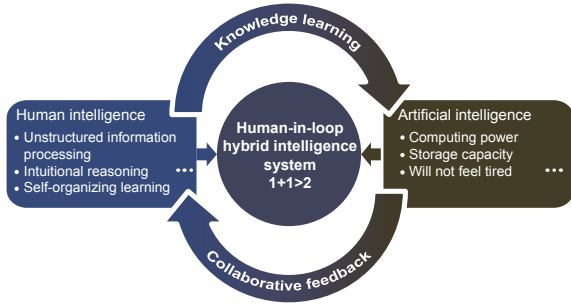 Knowledge learning
Human intelligence
• Unstructured information
processing
• Intuitional reasoning
• Self-organizing learning
...
Human-in-loop
hybrid intelligence
system
1+1>2
Artificial intelligence
• Computing power
• Storage capacity
• Will not feel tired
...
Collaborative feedback